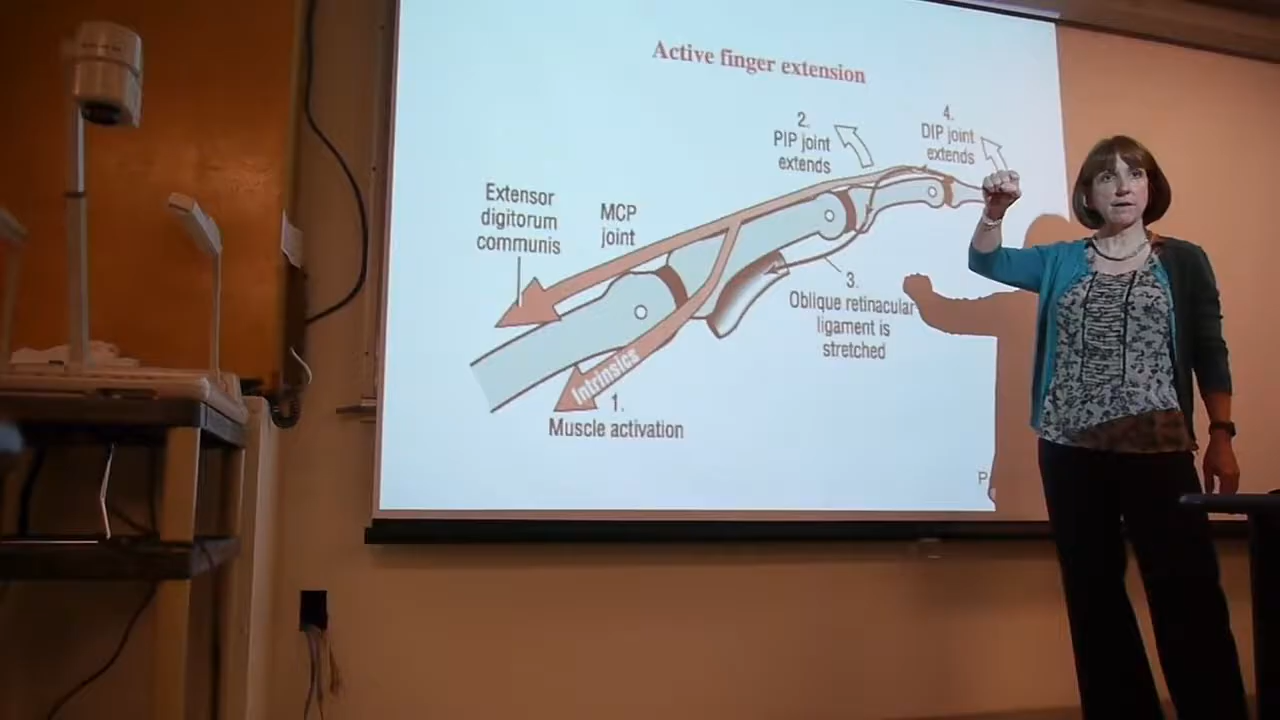 Active finger extension
2.
PIP joint
extends
4.
DIP joint
extends
Extensor
digitorum
communis
MCP
joint
3.
Oblique retinacular
ligament is
stretched
Intrinsics
1.
Muscle activation
P